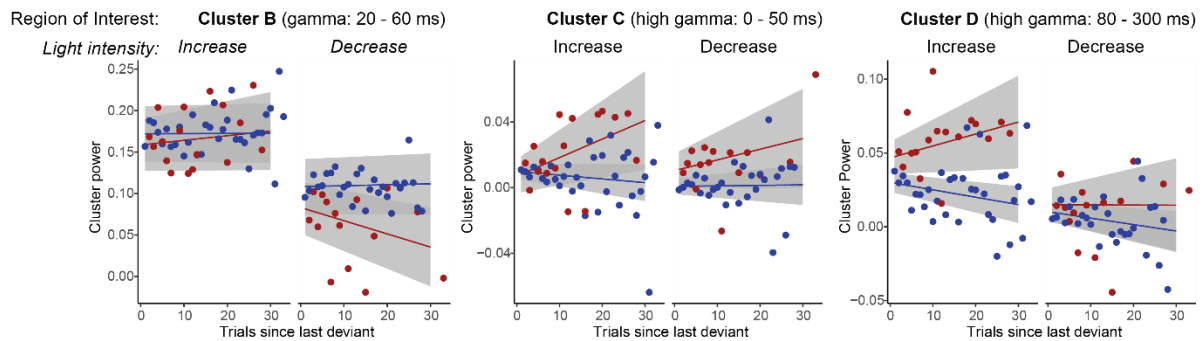 Region of Interest: Cluster B (gamma: 20 - 60 ms) Cluster C (high gamma: 0 - 50 ms) Cluster D (high gamma: 80 - 300 ms)
Light intensity: Increase Decrease Increase Decrease Increase Decrease
Cluster power
0.25
0.20
0.15
0.10
0.05
0.00
0 10 20 30 0 10 20 30
Trials since last deviant
Cluster power
0.04
0.00
−0.04
0 10 20 30 0 10 20 30
Trials since last deviant
Cluster Power
0.10
0.05
0.00
−0.05
0 10 20 30 0 10 20 30
Trials since last deviant